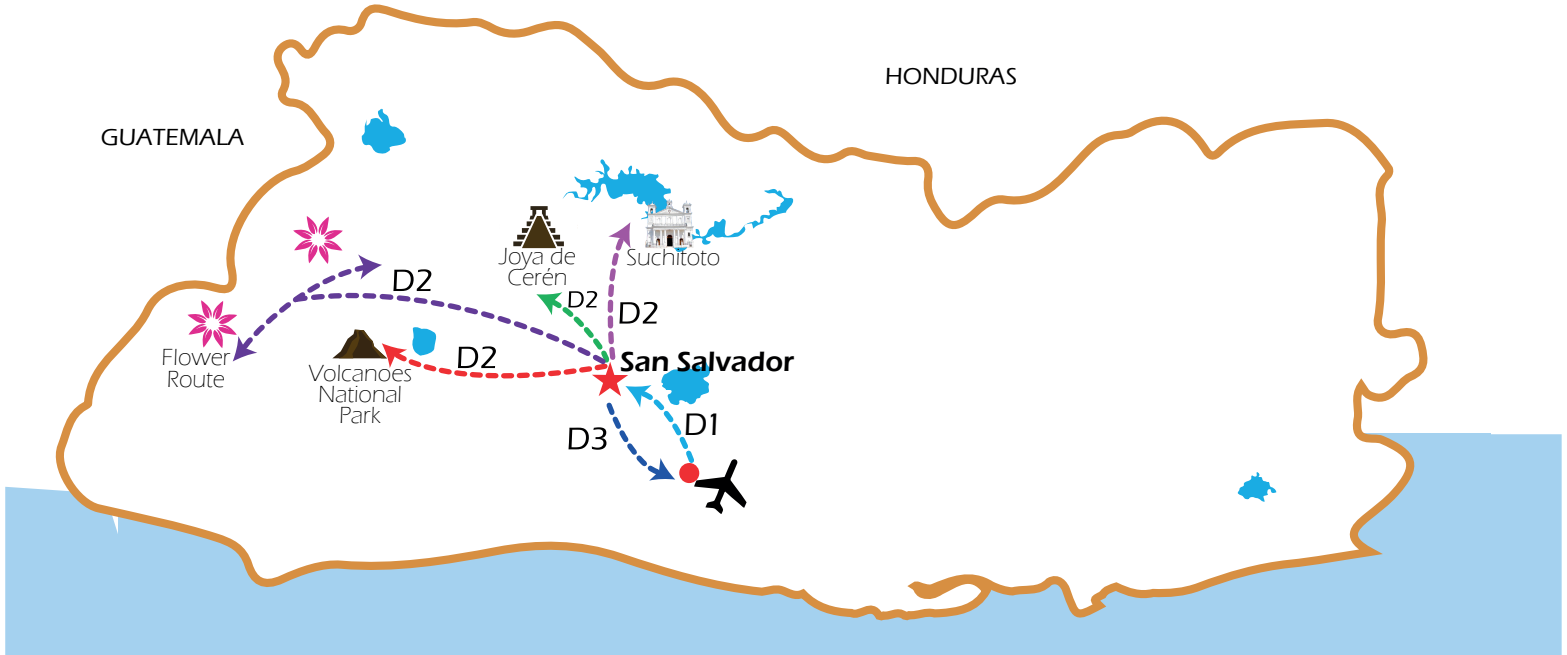 HONDURAS
GUATEMALA
Joya de
Cerén
Suchitoto
D2
D2
D2
Flower
Route
Volcanoes
National
Park
D2
San Salvador
D1
D3